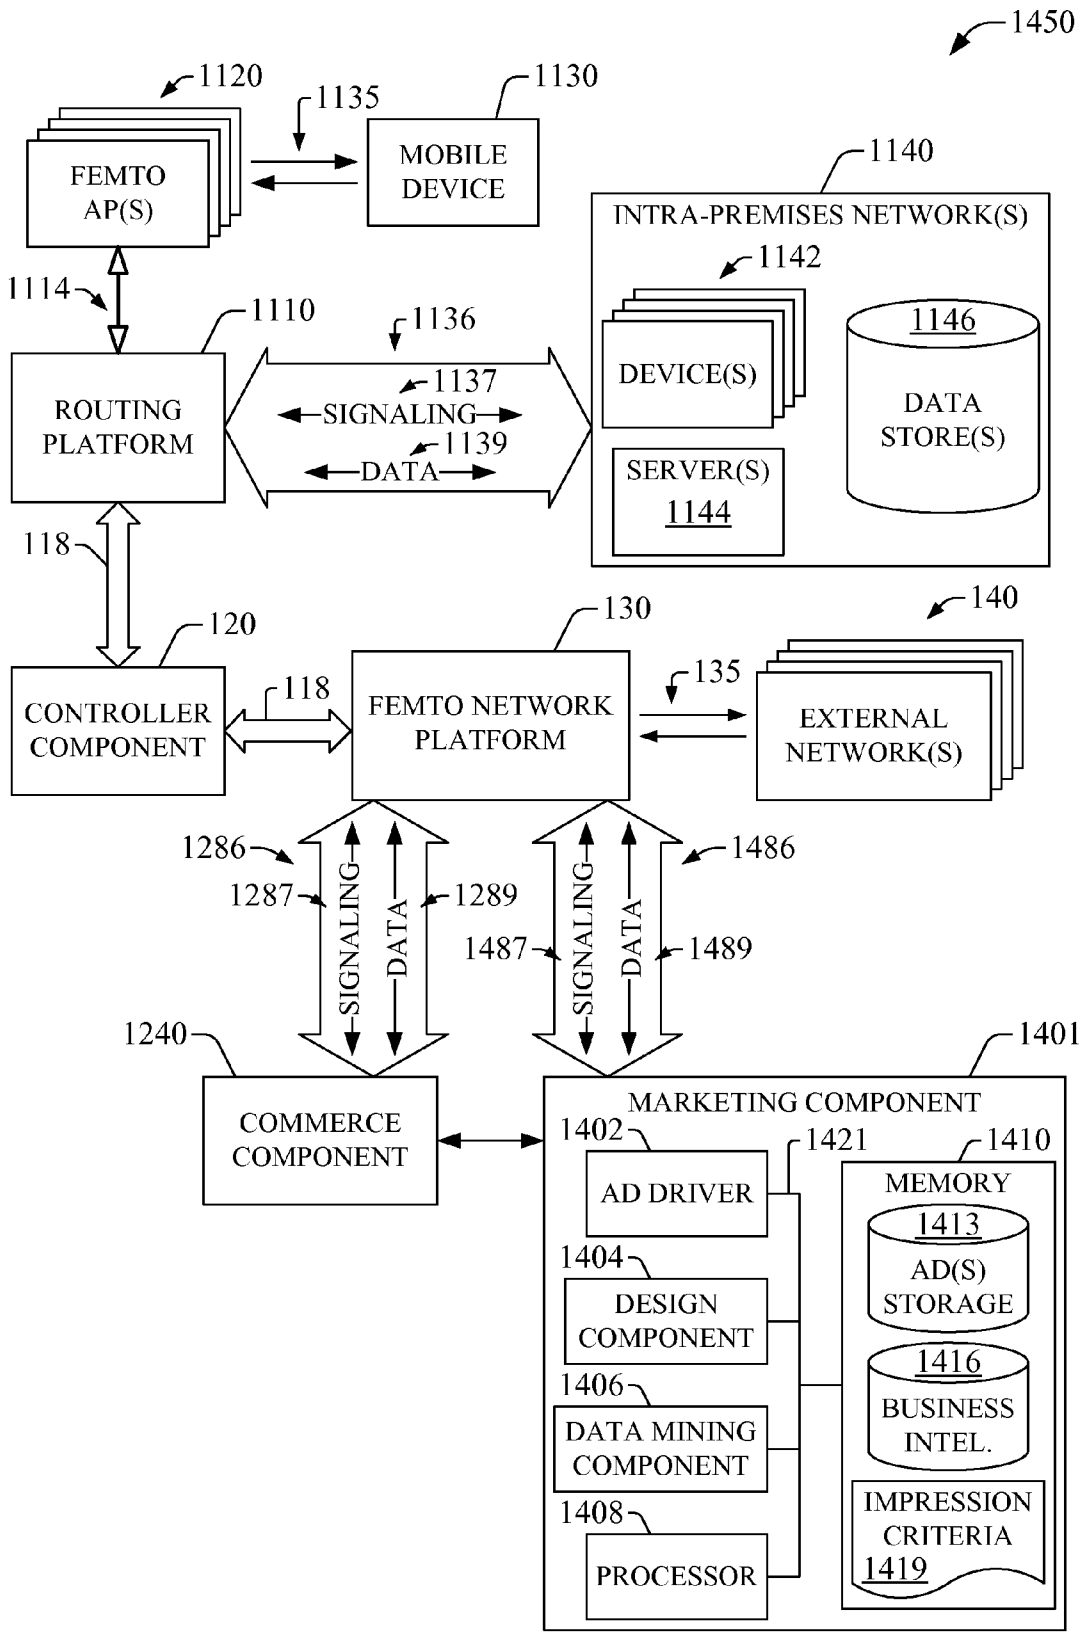 1450
1120
1135
1130
FEMTO
AP(S)
MOBILE
DEVICE
1140
INTRA-PREMISES NETWORK(S)
1142
1114
1110
1136
1146
DEVICE(S)
DATA
STORE(S)
1137
SIGNALING
1139
DATA
ROUTING
PLATFORM
SERVER(S)
1144
118
120
130
140
CONTROLLER
COMPONENT
118
FEMTO NETWORK
PLATFORM
135
EXTERNAL
NETWORK(S)
1286
1287
SIGNALING
DATA
1289
1486
1487
SIGNALING
DATA
1489
1240
1401
COMMERCE
COMPONENT
MARKETING COMPONENT
1402
1421
1410
AD DRIVER
MEMORY
1413
AD(S)
STORAGE
1404
DESIGN
COMPONENT
1416
BUSINESS
INTEL.
1406
DATA MINING
COMPONENT
IMPRESSION
CRITERIA
1419
1408
PROCESSOR